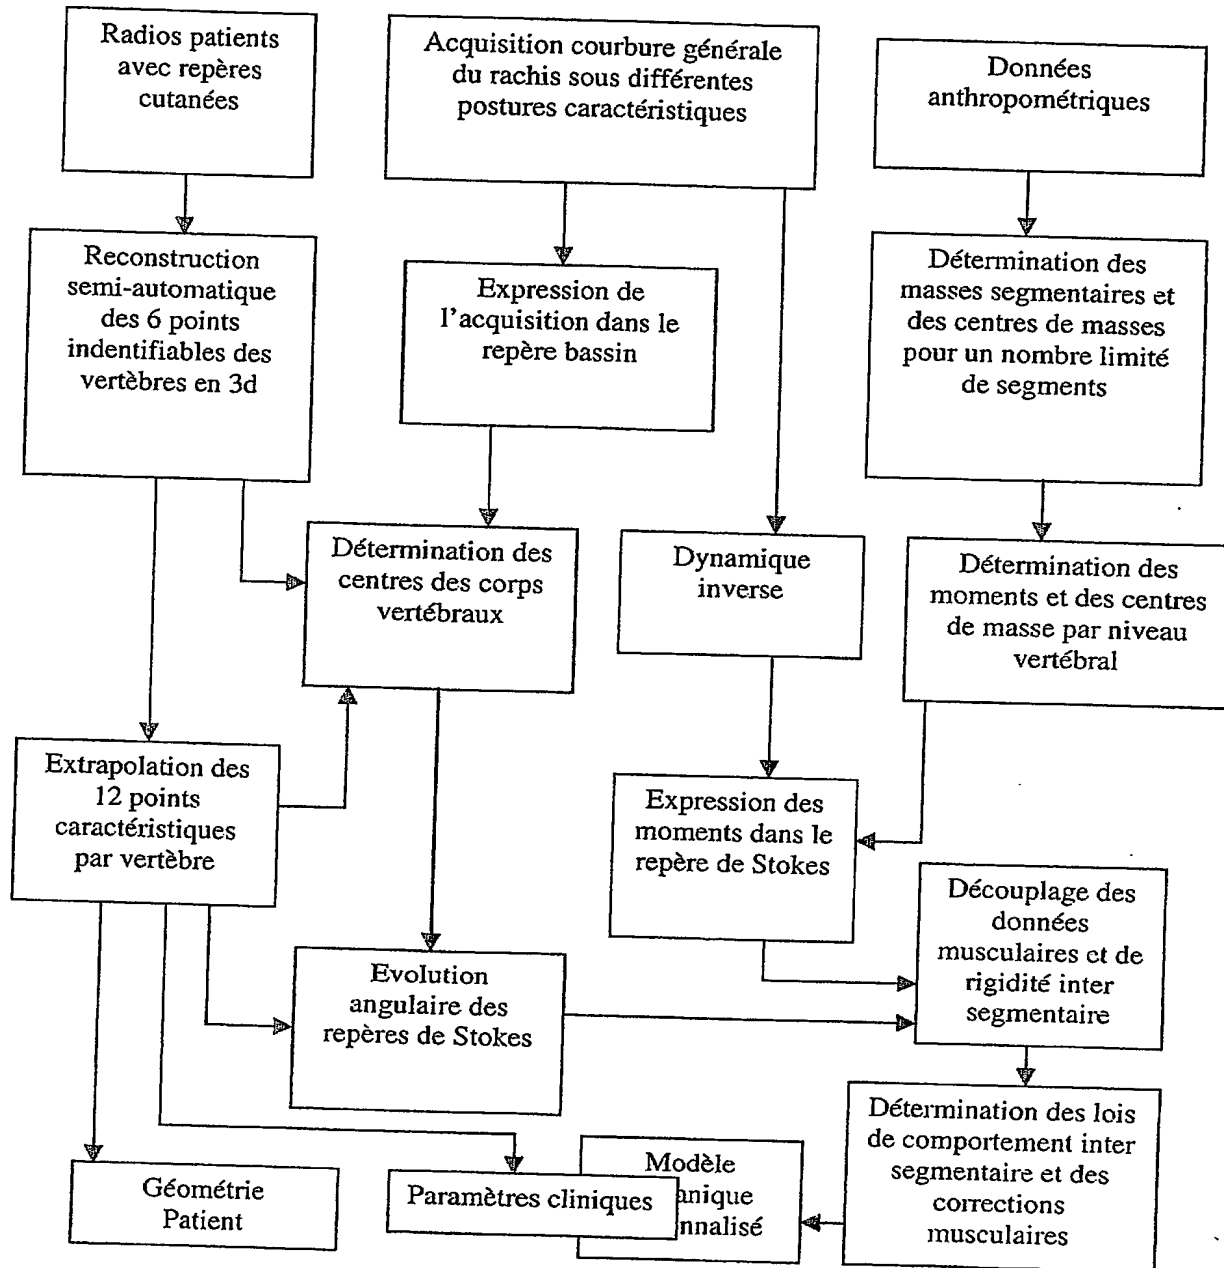 Radios patients
avec repères
cutanées
Acquisition courbure générale
du rachis sous différentes
postures caractéristiques
Données
anthropométriques
Reconstruction
semi-automatique
des 6 points
indentifiables des
vertèbres en 3d
Expression de
l'acquisition dans le
repère bassin
Détermination des
masses segmentaires et
des centres de masses
pour un nombre limité
de segments
Détermination des
centres des corps
vertébraux
Dynamique
inverse
Détermination des
moments et des centres
de masse par niveau
vertébral
Extrapolation des
12 points
caractéristiques
par vertèbre
Expression des
moments dans le
repère de Stokes
Découplage des
données
musculaires et de
rigidité inter
segmentaire
Evolution
angulaire des
repères de Stokes
Détermination des lois
de comportement inter
segmentaire et des
corrections
musculaires
Géométrie
Patient
Paramètres cliniques
Modèle
anique
nnalisé